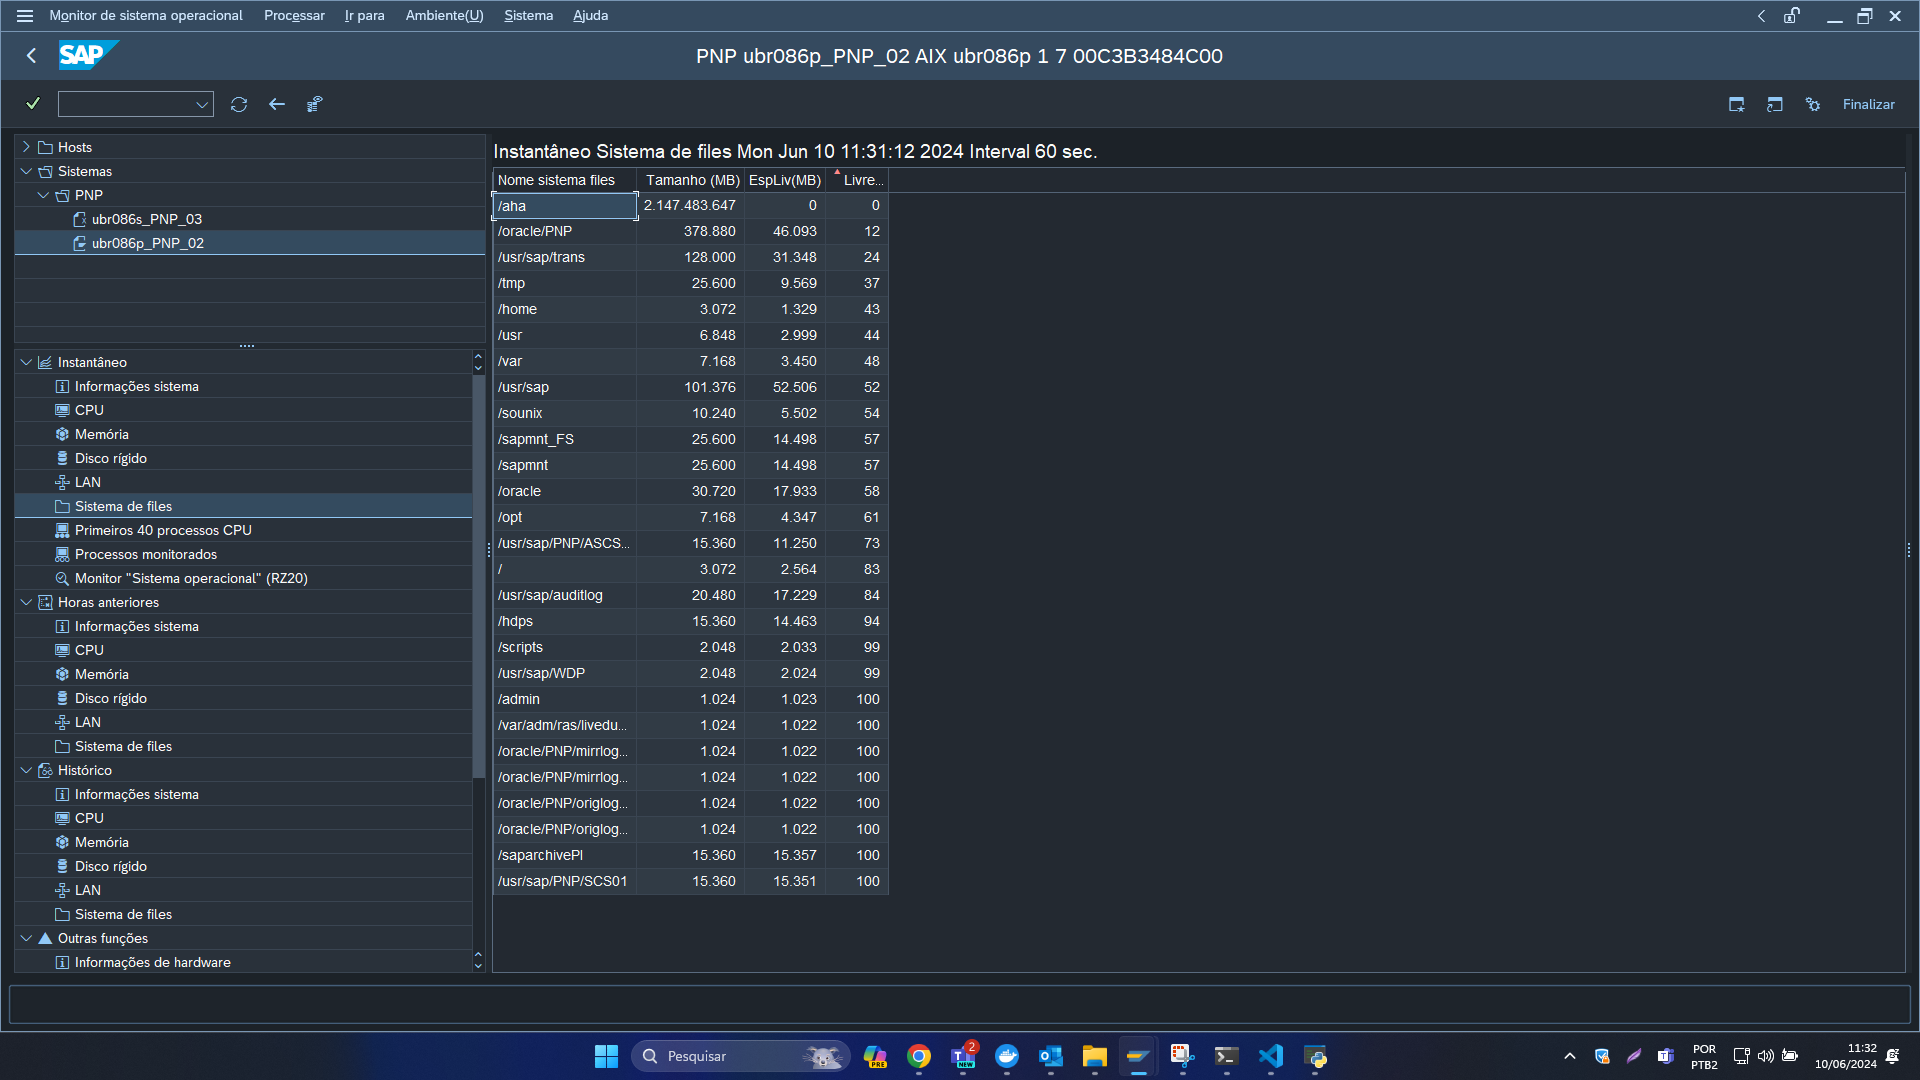 Monitor de sistema operacional Processar Ir para Ambiente(U) Sistema Ajuda
SAP PNP ubr086p_PNP_02 AIX ubr086p 1 7 00C3B3484C00
Finalizar
Hosts
Sistemas
PNP
ubr086s_PNP_03
ubr086p_PNP_02
Instantâneo
Informações sistema
CPU
Memória
Disco rígido
LAN
Sistema de files
Primeiros 40 processos CPU
Processos monitorados
Monitor "Sistema operacional" (RZ20)
Horas anteriores
Informações sistema
CPU
Memória
Disco rígido
LAN
Sistema de files
Histórico
Informações sistema
CPU
Memória
Disco rígido
LAN
Sistema de files
Outras funções
Informações de hardware
Instantâneo Sistema de files Mon Jun 10 11:31:12 2024 Interval 60 sec.
Nome sistema files Tamanho (MB) EspLiv(MB) Livre...
/aha 2.147.483.647 0 0
/oracle/PNP 378.880 46.093 12
/usr/sap/trans 128.000 31.348 24
/tmp 25.600 9.569 37
/home 3.072 1.329 43
/usr 6.848 2.999 44
/var 7.168 3.450 48
/usr/sap 101.376 52.506 52
/sounix 10.240 5.502 54
/sapmnt_FS 25.600 14.498 57
/sapmnt 25.600 14.498 57
/oracle 30.720 17.933 58
/opt 7.168 4.347 61
/usr/sap/PNP/ASCS... 15.360 11.250 73
/ 3.072 2.564 83
/usr/sap/auditlog 20.480 17.229 84
/hdps 15.360 14.463 94
/scripts 2.048 2.033 99
/usr/sap/WDP 2.048 2.024 99
/admin 1.024 1.023 100
/var/adm/ras/livedu... 1.024 1.022 100
/oracle/PNP/mirrlog... 1.024 1.022 100
/oracle/PNP/mirrlog... 1.024 1.022 100
/oracle/PNP/origlog... 1.024 1.022 100
/oracle/PNP/origlog... 1.024 1.022 100
/saparchivePI 15.360 15.357 100
/usr/sap/PNP/SCS01 15.360 15.351 100
Pesquisar
PRE
2
T
NEW
POR
PTB2
11:32
10/06/2024